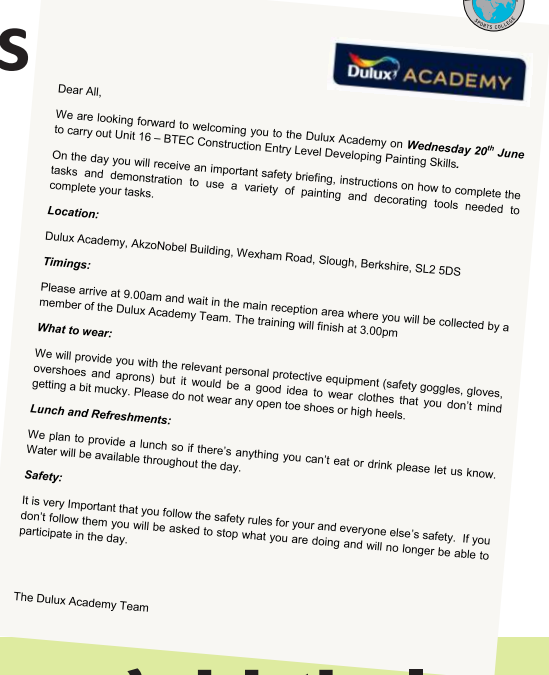 s
SPORTS COLLEGE
Dulux ACADEMY
Dear All,
We are looking forward to welcoming you to the Dulux Academy on Wednesday 20th June
to carry out Unit 16 – BTEC Construction Entry Level Developing Painting Skills.
On the day you will receive an important safety briefing, instructions on how to complete the
tasks and demonstration to use a variety of painting and decorating tools needed to
complete your tasks.
Location:
Dulux Academy, AkzoNobel Building, Wexham Road, Slough, Berkshire, SL2 5DS
Timings:
Please arrive at 9.00am and wait in the main reception area where you will be collected by a
member of the Dulux Academy Team. The training will finish at 3.00pm
What to wear:
We will provide you with the relevant personal protective equipment (safety goggles, gloves,
overshoes and aprons) but it would be a good idea to wear clothes that you don’t mind
getting a bit mucky. Please do not wear any open toe shoes or high heels.
Lunch and Refreshments:
We plan to provide a lunch so if there’s anything you can’t eat or drink please let us know.
Water will be available throughout the day.
Safety:
It is very Important that you follow the safety rules for your and everyone else’s safety. If you
don’t follow them you will be asked to stop what you are doing and will no longer be able to
participate in the day.
The Dulux Academy Team